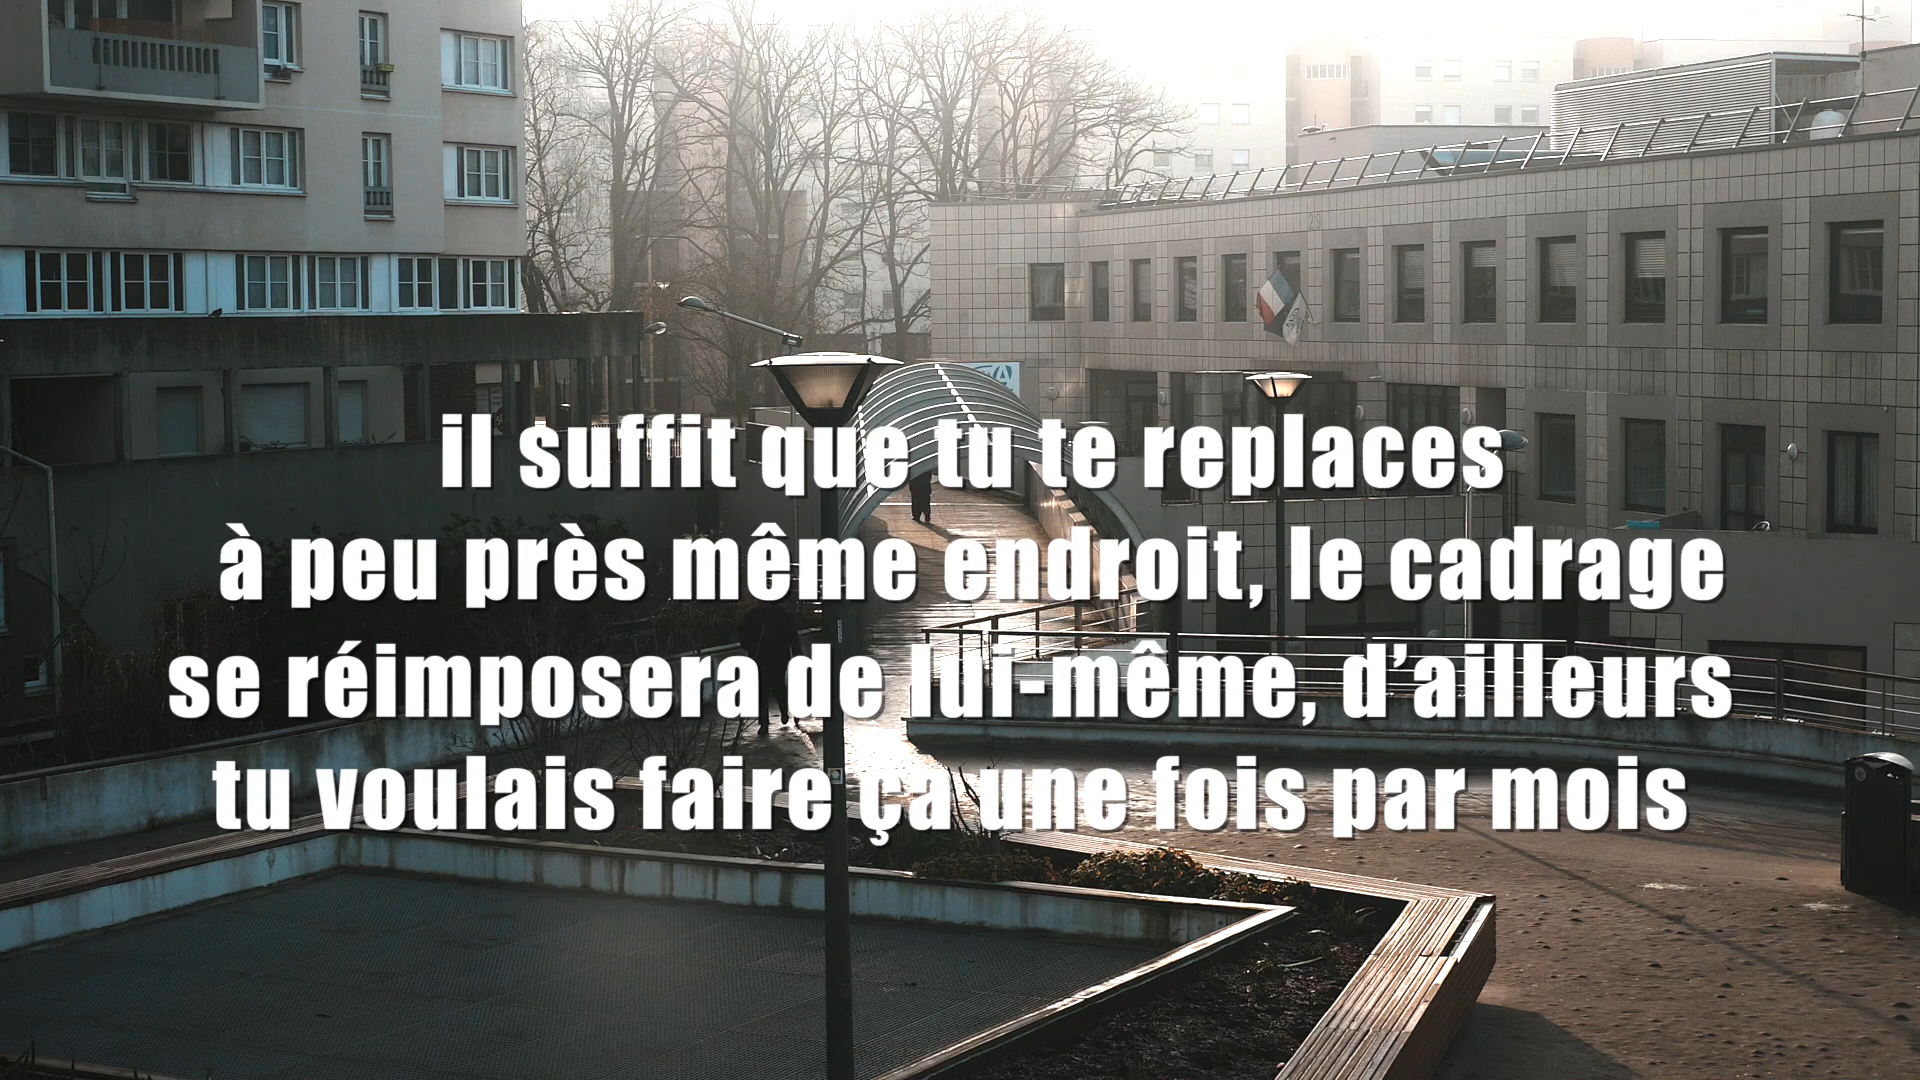 il suffit que tu te replaces
à peu près même endroit, le cadrage
se réimposera de lui-même, d’ailleurs
tu voulais faire ça une fois par mois
29